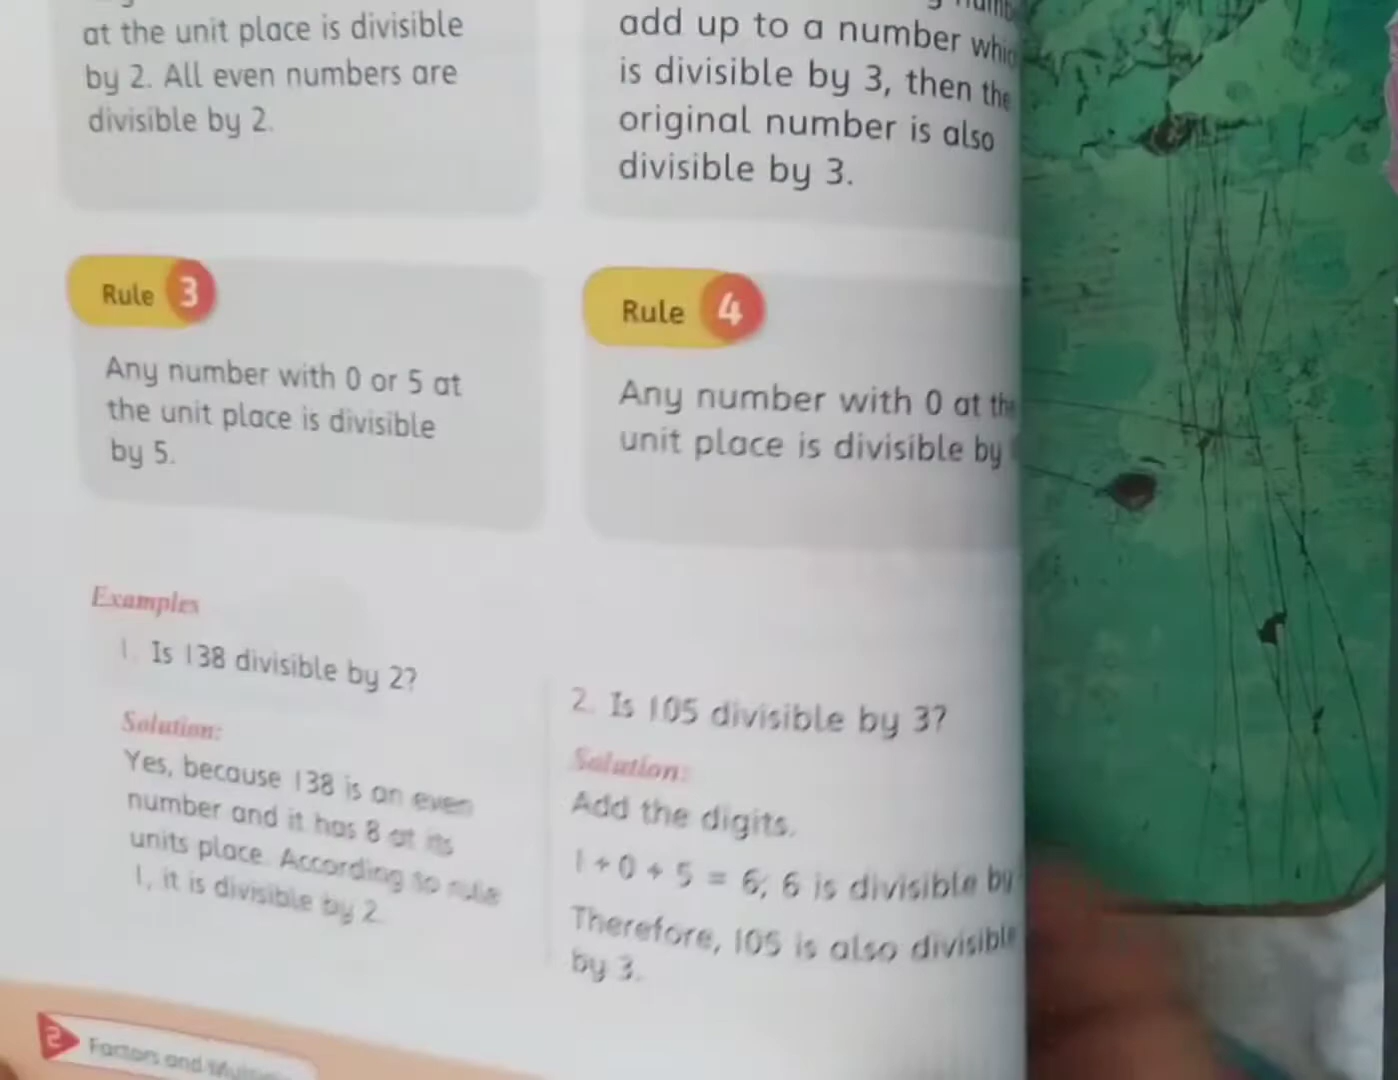 at the unit place is divisible
by 2. All even numbers are
divisible by 2.
add up to a number
is divisible by 3, then the
original number is also
divisible by 3.
Rule 3
Any number with 0 or 5 at
the unit place is divisible
by 5.
Rule 4
Any number with 0 at the
unit place is divisible by
Examples
1. Is 138 divisible by 2?
Solution:
Yes, because 138 is an even
number and it has 8 at its
units place. According to rule
1, it is divisible by 2.
2. Is 105 divisible by 3?
Solution:
Add the digits.
1 + 0 + 5 = 6; 6 is divisible by
Therefore, 105 is also divisible
by 3.
2 Factors and